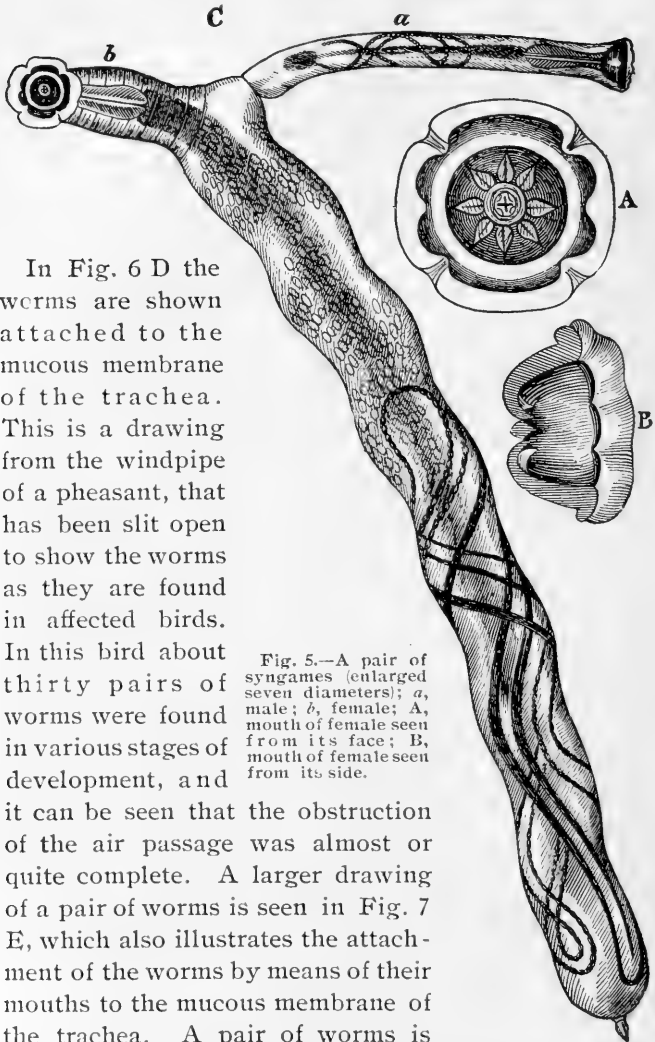 C
a
b
A
B
In Fig. 6 D the
worms are shown
attached to the
mucous membrane
of the trachea.
This is a drawing
from the windpipe
of a pheasant, that
has been slit open
to show the worms
as they are found
in affected birds.
In this bird about
thirty pairs of
worms were found
in various stages of
development, and
it can be seen that the obstruction
of the air passage was almost or
quite complete. A larger drawing
of a pair of worms is seen in Fig. 7
E, which also illustrates the attach-
ment of the worms by means of their
mouths to the mucous membrane of
the trachea. A pair of worms is
Fig. 5.—A pair of
syngames (enlarged
seven diameters); a,
male; b, female; A,
mouth of female seen
from its face; B,
mouth of female seen
from its side.